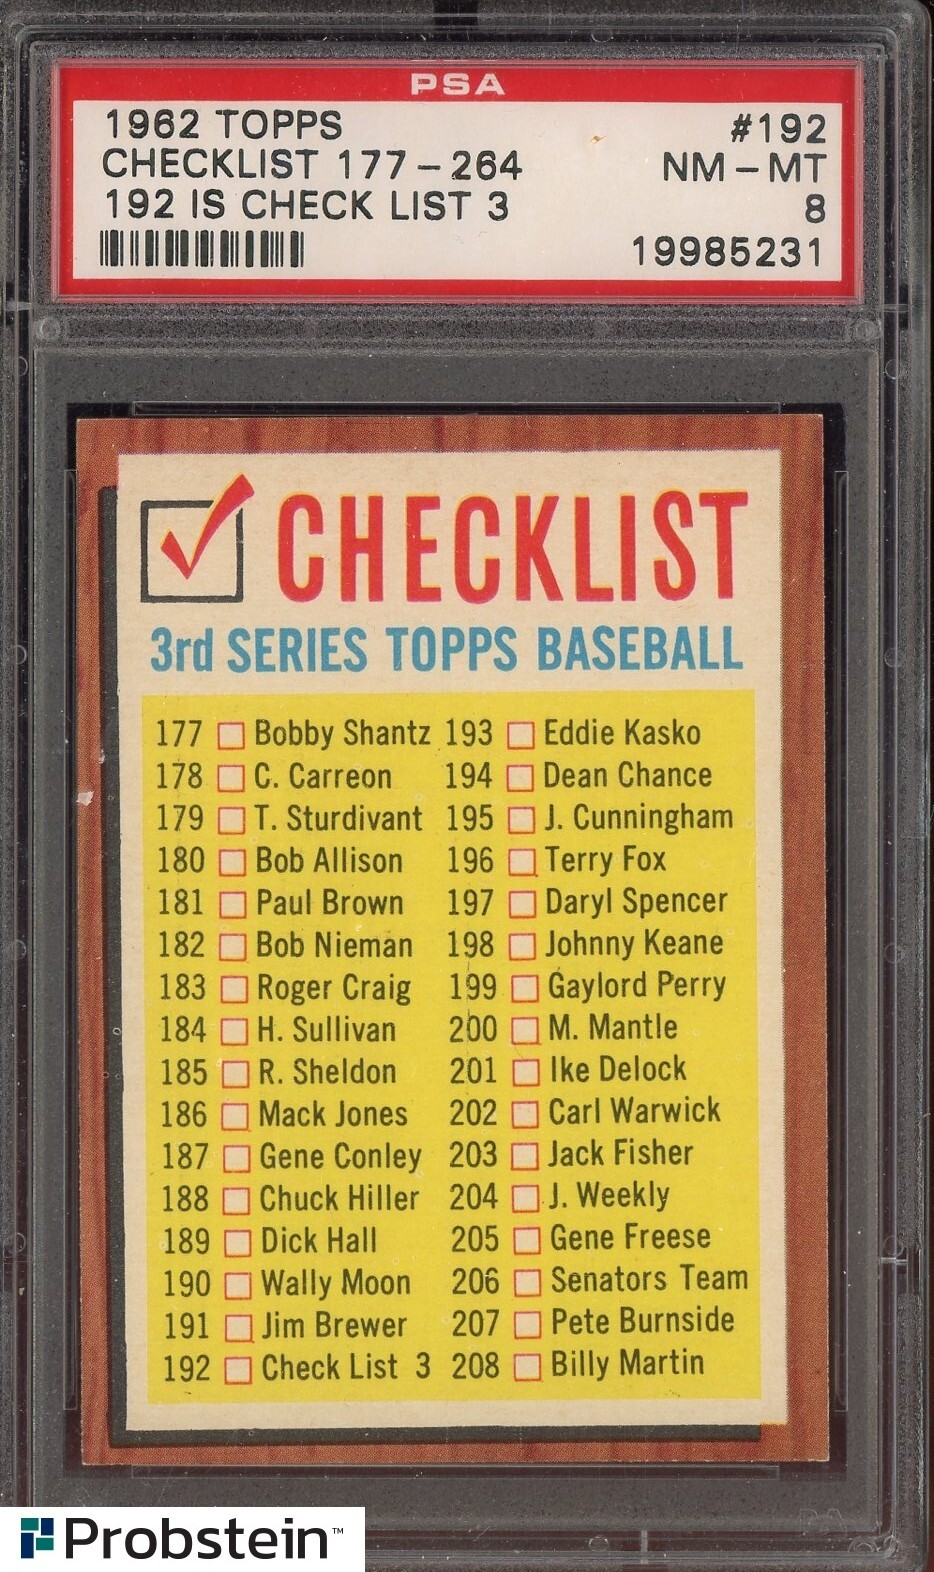 PSA
1962 TOPPS #192
CHECKLIST 177-264 NM-MT
192 IS CHECK LIST 3 8
19985231
CHECKLIST
3rd SERIES TOPPS BASEBALL
177 Bobby Shantz
178 C. Carreon
179 T. Sturdivant
180 Bob Allison
181 Paul Brown
182 Bob Nieman
183 Roger Craig
184 H. Sullivan
185 R. Sheldon
186 Mack Jones
187 Gene Conley
188 Chuck Hiller
189 Dick Hall
190 Wally Moon
191 Jim Brewer
192 Check List 3
193 Eddie Kasko
194 Dean Chance
195 J. Cunningham
196 Terry Fox
197 Daryl Spencer
198 Johnny Keane
199 Gaylord Perry
200 M. Mantle
201 Ike Delock
202 Carl Warwick
203 Jack Fisher
204 J. Weekly
205 Gene Freese
206 Senators Team
207 Pete Burnside
208 Billy Martin
Probstein™